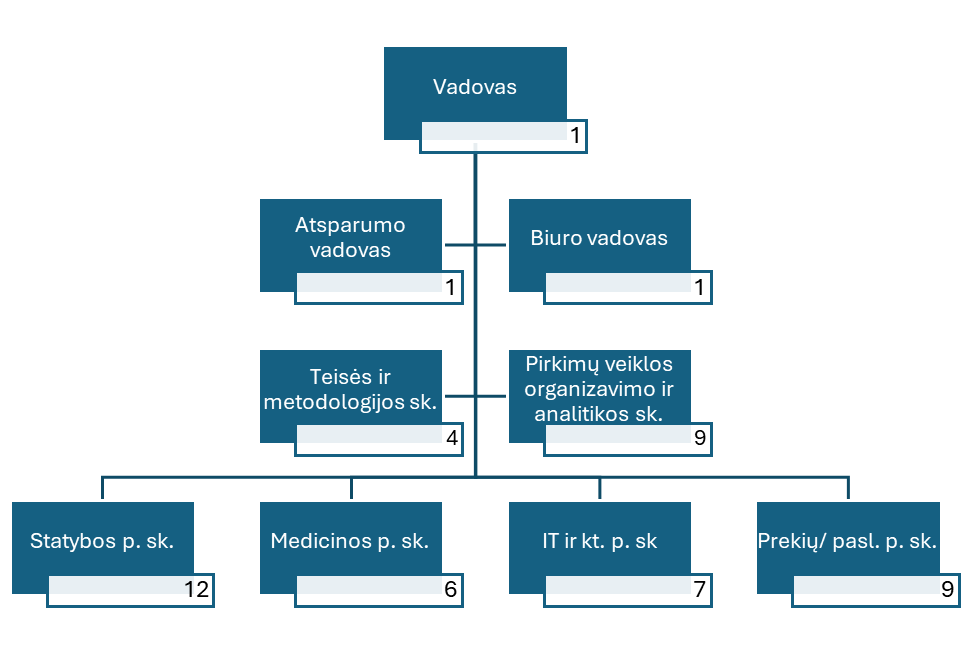 Vadovas
1
Atsparumo
vadovas
1
Biuro vadovas
1
Teisės ir
metodologijos sk.
4
Pirkimų veiklos
organizavimo ir
analitikos sk.
9
Statybos p. sk.
12
Medicinos p. sk.
6
IT ir kt. p. sk
7
Prekių/ pasl. p. sk.
9